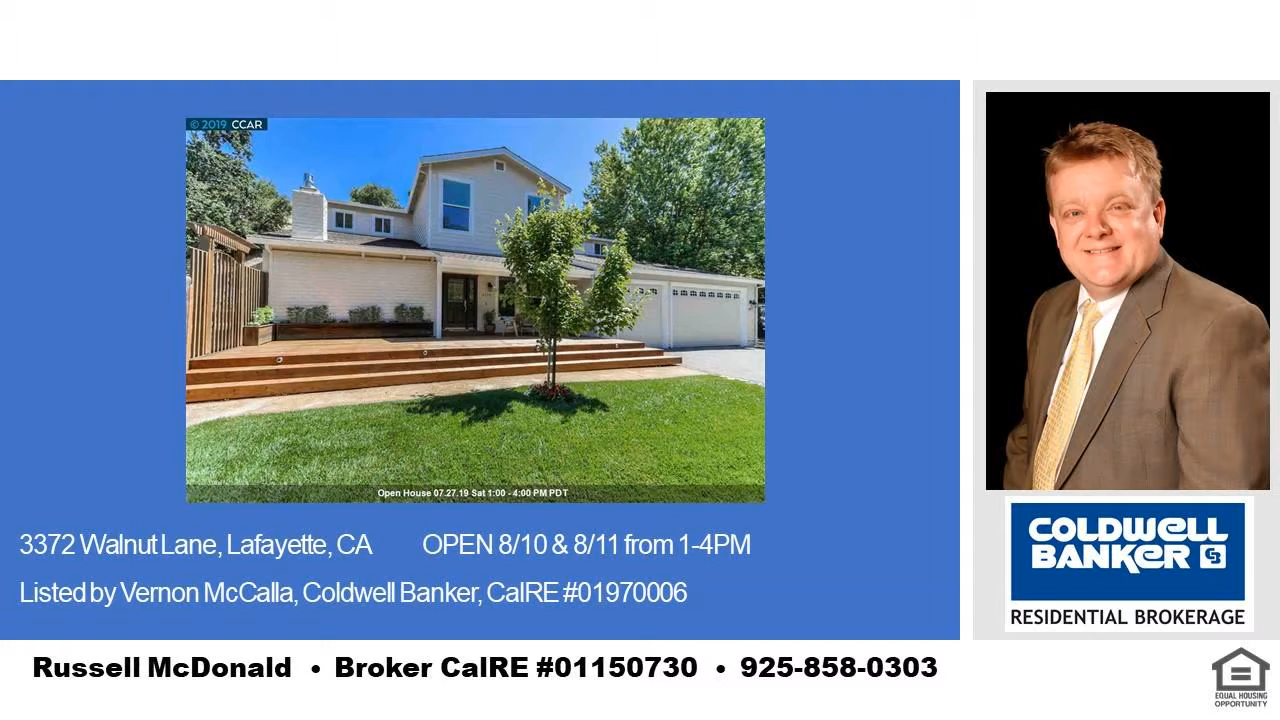 © 2019 CCAR
Open House 07.27.19 Sat 1:00 - 4:00 PM PDT
3372 Walnut Lane, Lafayette, CA OPEN 8/10 & 8/11 from 1-4PM
Listed by Vernon McCalla, Coldwell Banker, CalRE #01970006
COLDWELL
BANKER CB
RESIDENTIAL BROKERAGE
Russell McDonald • Broker CalRE #01150730 • 925-858-0303
EQUAL HOUSING
OPPORTUNITY